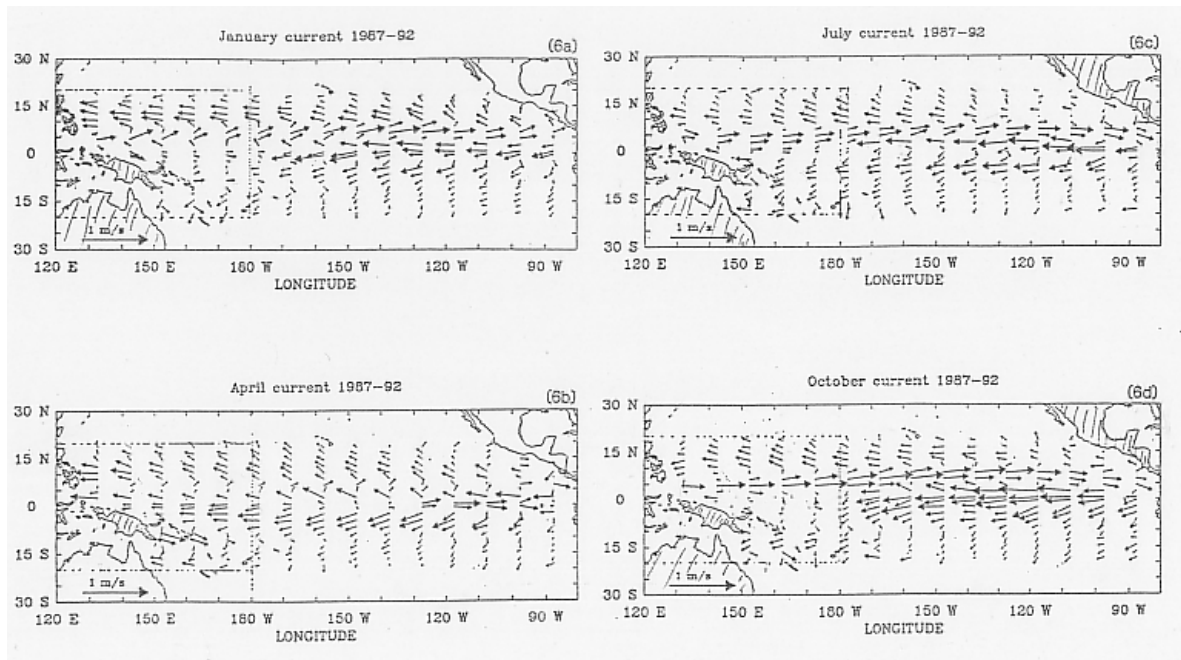 January current 1987-92
(6a)
30 N
15 N
0
15 S
30 S
1 m/s
120 E 150 E 180 W 150 W 120 W 90 W
LONGITUDE
July current 1987-92
(6c)
30 N
15 N
0
15 S
30 S
1 m/s
120 E 150 E 180 W 150 W 120 W 90 W
LONGITUDE
April current 1987-92
(6b)
30 N
15 N
0
15 S
30 S
1 m/s
120 E 150 E 180 W 150 W 120 W 90 W
LONGITUDE
October current 1987-92
(6d)
30 N
15 N
0
15 S
30 S
1 m/s
120 E 150 E 180 W 150 W 120 W 90 W
LONGITUDE